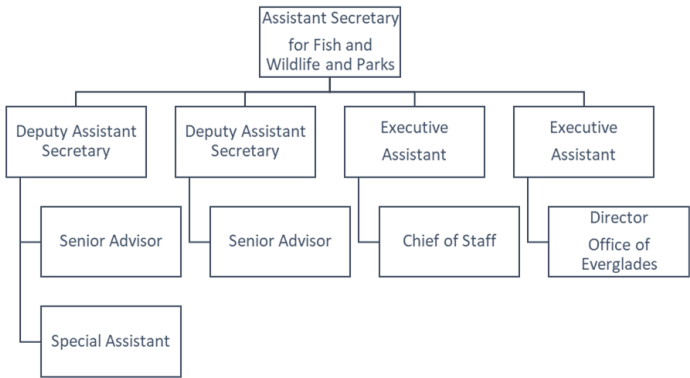 Assistant Secretary
for Fish and
Wildlife and Parks
Deputy Assistant
Secretary
Deputy Assistant
Secretary
Executive
Assistant
Executive
Assistant
Senior Advisor
Senior Advisor
Chief of Staff
Director
Office of
Everglades
Special Assistant